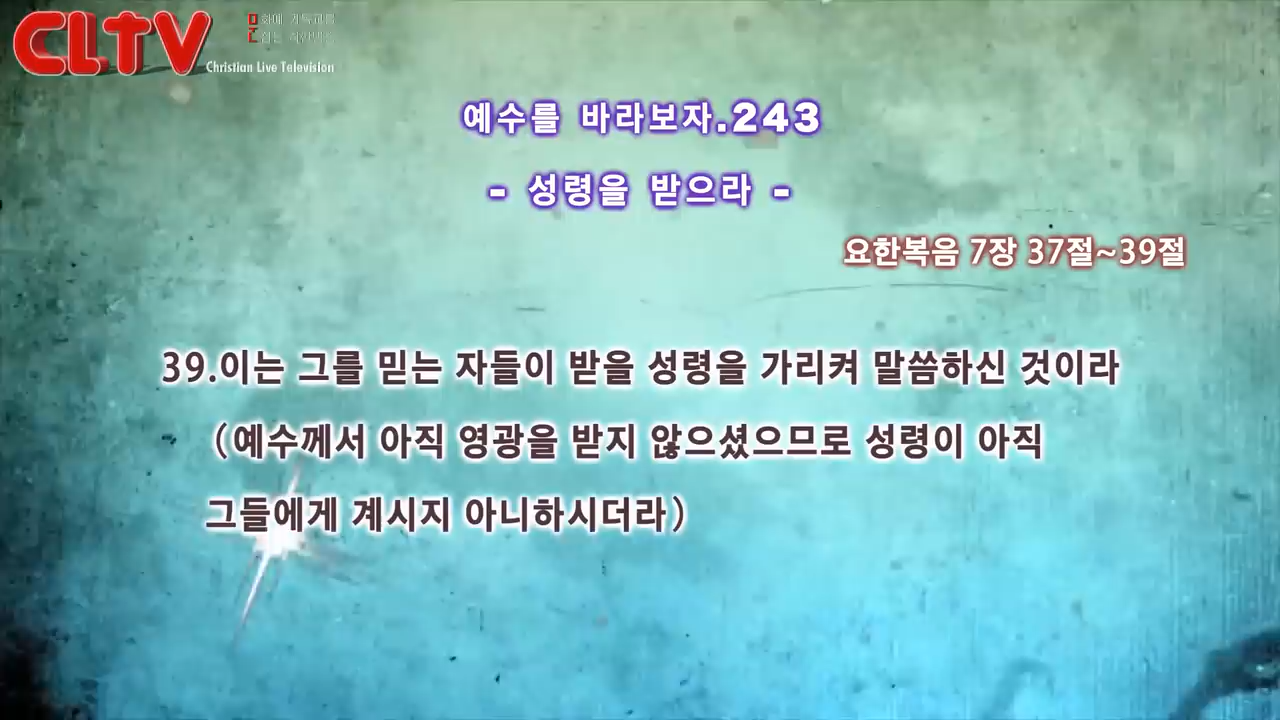 CLTV
Christian Live Television
예수를 바라보자.243
- 성령을 받으라 -
요한복음 7장 37절~39절
39.이는 그를 믿는 자들이 받을 성령을 가리켜 말씀하신 것이라
(예수께서 아직 영광을 받지 않으셨으므로 성령이 아직
그들에게 계시지 아니하시더라)